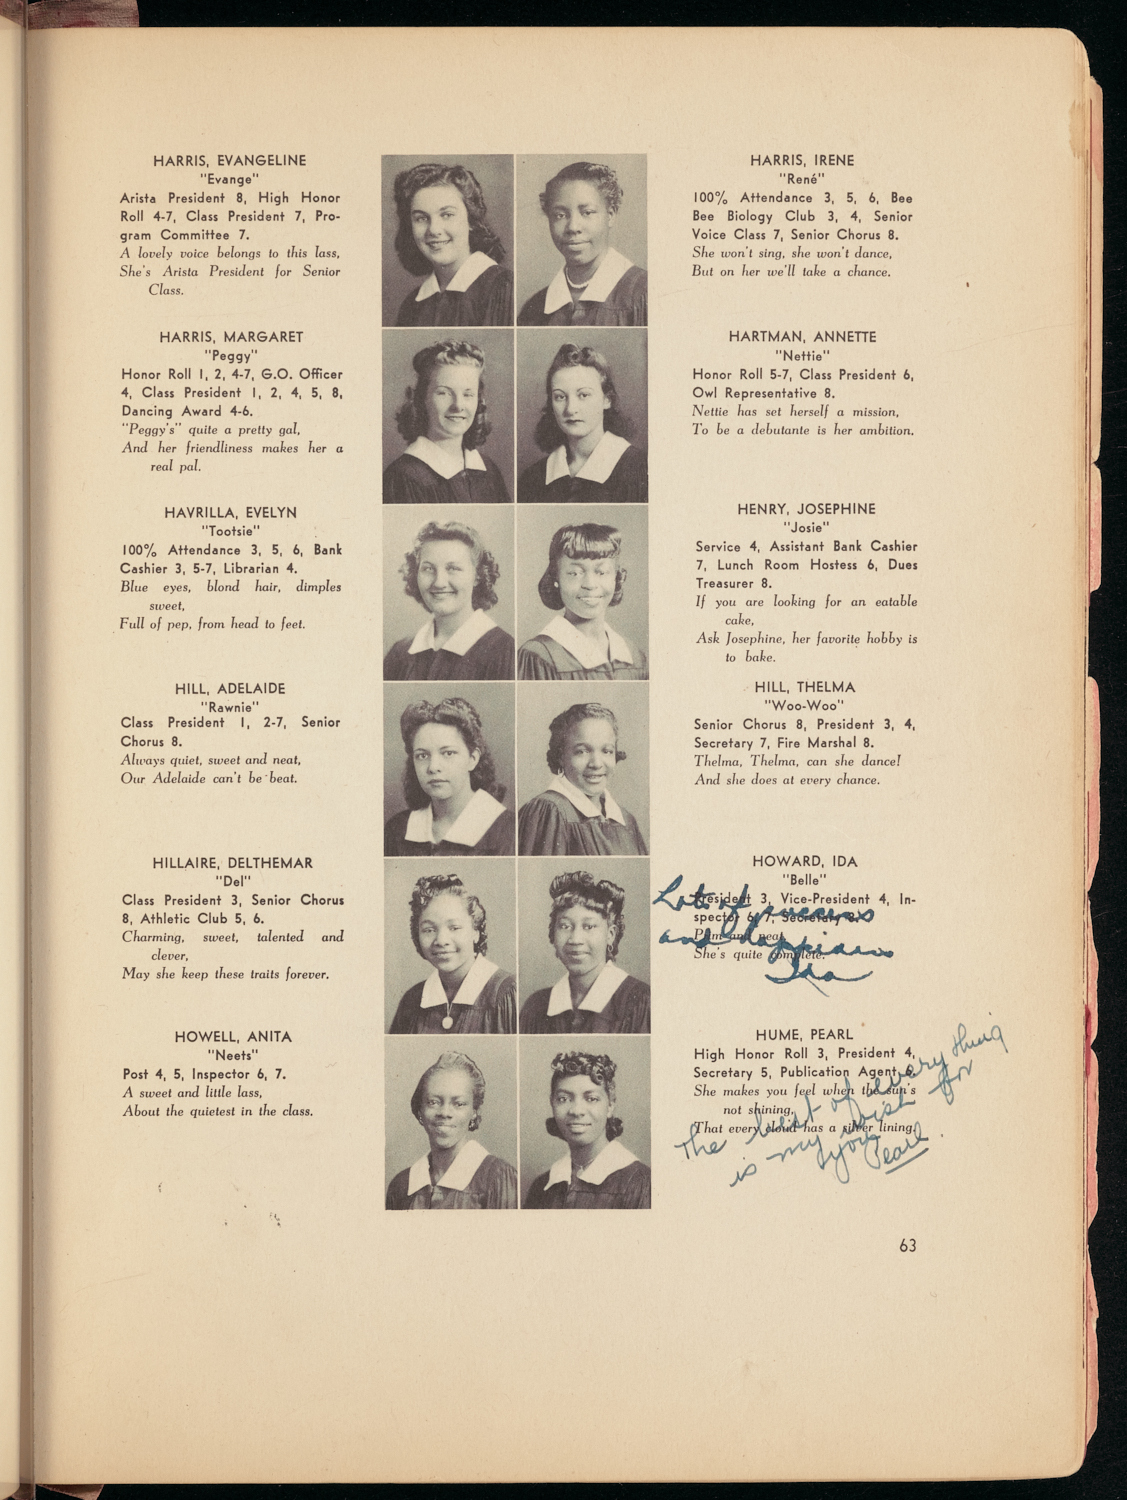 HARRIS, EVANGELINE
"Evange"
Arista President 8, High Honor
Roll 4-7, Class President 7, Pro-
gram Committee 7.
A lovely voice belongs to this lass,
She's Arista President for Senior
Class.
HARRIS, MARGARET
"Peggy"
Honor Roll 1, 2, 4-7, G.O. Officer
4, Class President 1, 2, 4, 5, 8,
Dancing Award 4-6.
"Peggy's" quite a pretty gal,
And her friendliness makes her a
real pal.
HAVRILLA, EVELYN
"Tootsie"
100% Attendance 3, 5, 6, Bank
Cashier 3, 5-7, Librarian 4.
Blue eyes, blond hair, dimples
sweet,
Full of pep, from head to feet.
HILL, ADELAIDE
"Rawnie"
Class President 1, 2-7, Senior
Chorus 8.
Always quiet, sweet and neat,
Our Adelaide can't be beat.
HILLAIRE, DELTHEMAR
"Del"
Class President 3, Senior Chorus
8, Athletic Club 5, 6.
Charming, sweet, talented and
clever,
May she keep these traits forever.
HOWELL, ANITA
"Neets"
Post 4, 5, Inspector 6, 7.
A sweet and little lass,
About the quietest in the class.
HARRIS, IRENE
"René"
100% Attendance 3, 5, 6, Bee
Bee Biology Club 3, 4, Senior
Voice Class 7, Senior Chorus 8.
She won't sing, she won't dance,
But on her we'll take a chance.
HARTMAN, ANNETTE
"Nettie"
Honor Roll 5-7, Class President 6,
Owl Representative 8.
Nettie has set herself a mission,
To be a debutante is her ambition.
HENRY, JOSEPHINE
"Josie"
Service 4, Assistant Bank Cashier
7, Lunch Room Hostess 6, Dues
Treasurer 8.
If you are looking for an eatable
cake,
Ask Josephine, her favorite hobby is
to bake.
HILL, THELMA
"Woo-Woo"
Senior Chorus 8, President 3, 4,
Secretary 7, Fire Marshal 8.
Thelma, Thelma, can she dance!
And she does at every chance.
HOWARD, IDA
"Belle"
President 3, Vice-President 4, In-
spector 6, 7, Secretary 8.
Prim and neat,
She's quite complete.
Lots of success
and happiness
Ida
HUME, PEARL
High Honor Roll 3, President 4,
Secretary 5, Publication Agent 6.
She makes you feel when the sun's
not shining,
That every cloud has a silver lining.
The best of everything
is my wish for
you
Pearl.
63